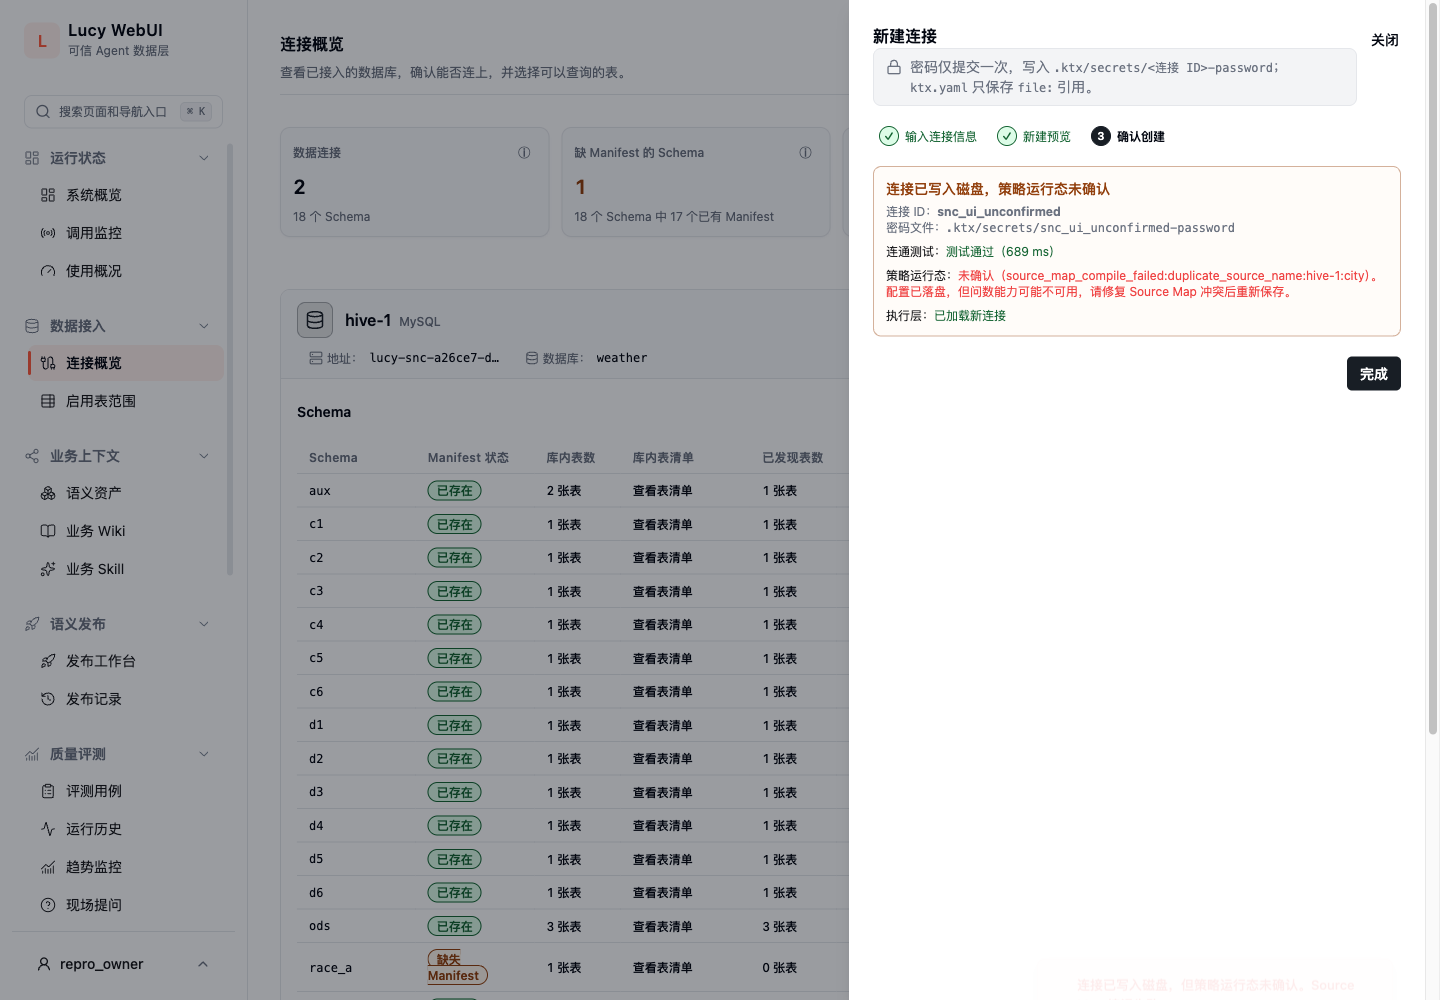 L
Lucy WebUI
可信 Agent 数据层
搜索页面和导航入口
⌘ K
运行状态
系统概览
调用监控
使用概况
数据接入
连接概览
启用表范围
业务上下文
语义资产
业务 Wiki
业务 Skill
语义发布
发布工作台
发布记录
质量评测
评测用例
运行历史
趋势监控
现场提问
repro_owner
连接概览
查看已接入的数据库，确认能否连上，并选择可以查询的表。
数据连接
2
18 个 Schema
缺 Manifest 的 Schema
1
18 个 Schema 中 17 个已有 Manifest
hive-1 MySQL
地址： lucy-snc-a26ce7-d… 数据库： weather
Schema
Schema Manifest 状态 库内表数 库内表清单 已发现表数
aux 已存在 2 张表 查看表清单 1 张表
c1 已存在 1 张表 查看表清单 1 张表
c2 已存在 1 张表 查看表清单 1 张表
c3 已存在 1 张表 查看表清单 1 张表
c4 已存在 1 张表 查看表清单 1 张表
c5 已存在 1 张表 查看表清单 1 张表
c6 已存在 1 张表 查看表清单 1 张表
d1 已存在 1 张表 查看表清单 1 张表
d2 已存在 1 张表 查看表清单 1 张表
d3 已存在 1 张表 查看表清单 1 张表
d4 已存在 1 张表 查看表清单 1 张表
d5 已存在 1 张表 查看表清单 1 张表
d6 已存在 1 张表 查看表清单 1 张表
ods 已存在 3 张表 查看表清单 3 张表
race_a 缺失 Manifest 1 张表 查看表清单 0 张表
新建连接
关闭
密码仅提交一次，写入 .ktx/secrets/<连接 ID>-password；
ktx.yaml 只保存 file: 引用。
输入连接信息 新建预览 3 确认创建
连接已写入磁盘，策略运行态未确认
连接 ID：snc_ui_unconfirmed
密码文件：.ktx/secrets/snc_ui_unconfirmed-password
连通测试：测试通过（689 ms）
策略运行态：未确认（source_map_compile_failed:duplicate_source_name:hive-1:city）。
配置已落盘，但问数能力可能不可用，请修复 Source Map 冲突后重新保存。
执行层：已加载新连接
完成
连接已写入磁盘，但策略运行态未确认。Source